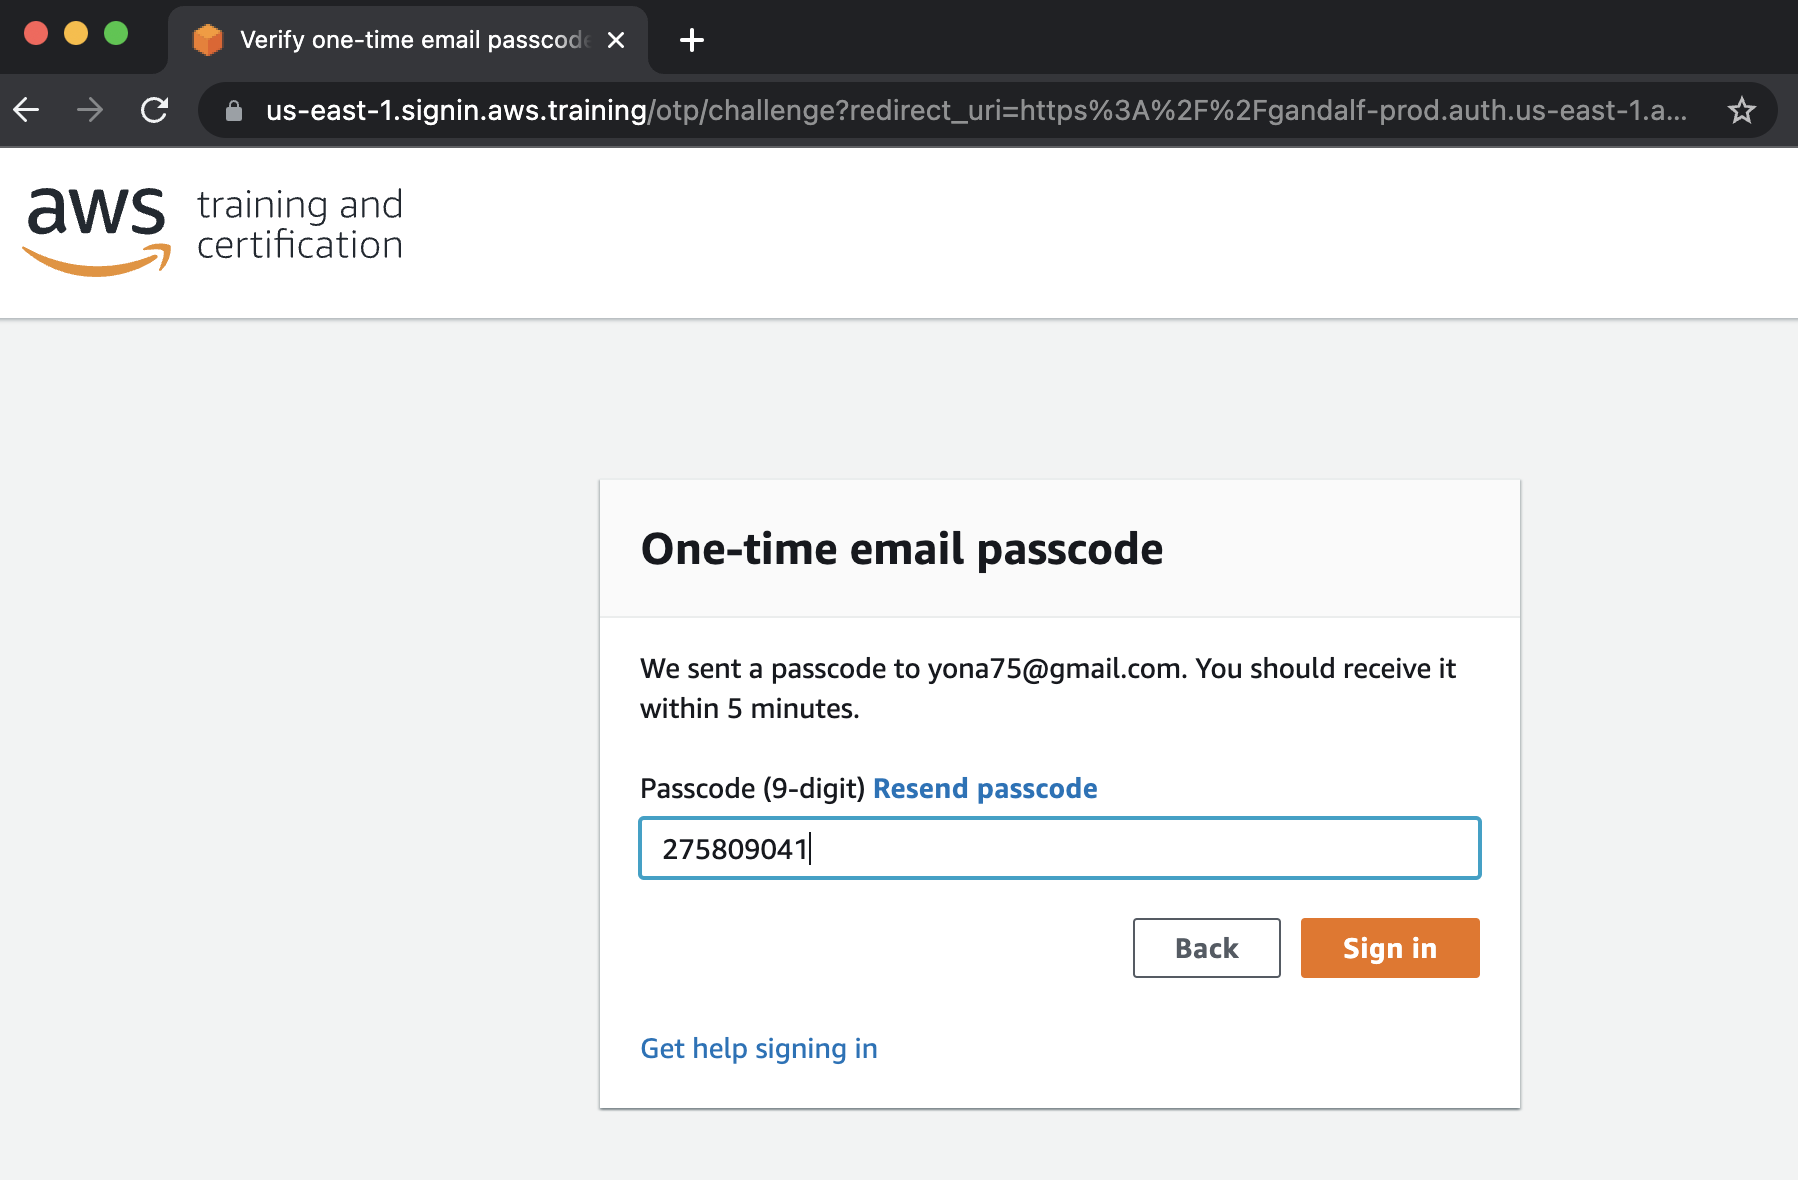 Verify one-time email passcode
us-east-1.signin.aws.training/otp/challenge?redirect_uri=https%3A%2F%2Fgandalf-prod.auth.us-east-1.a...
aws training and
certification
One-time email passcode
We sent a passcode to yona75@gmail.com. You should receive it
within 5 minutes.
Passcode (9-digit) Resend passcode
275809041
Back Sign in
Get help signing in